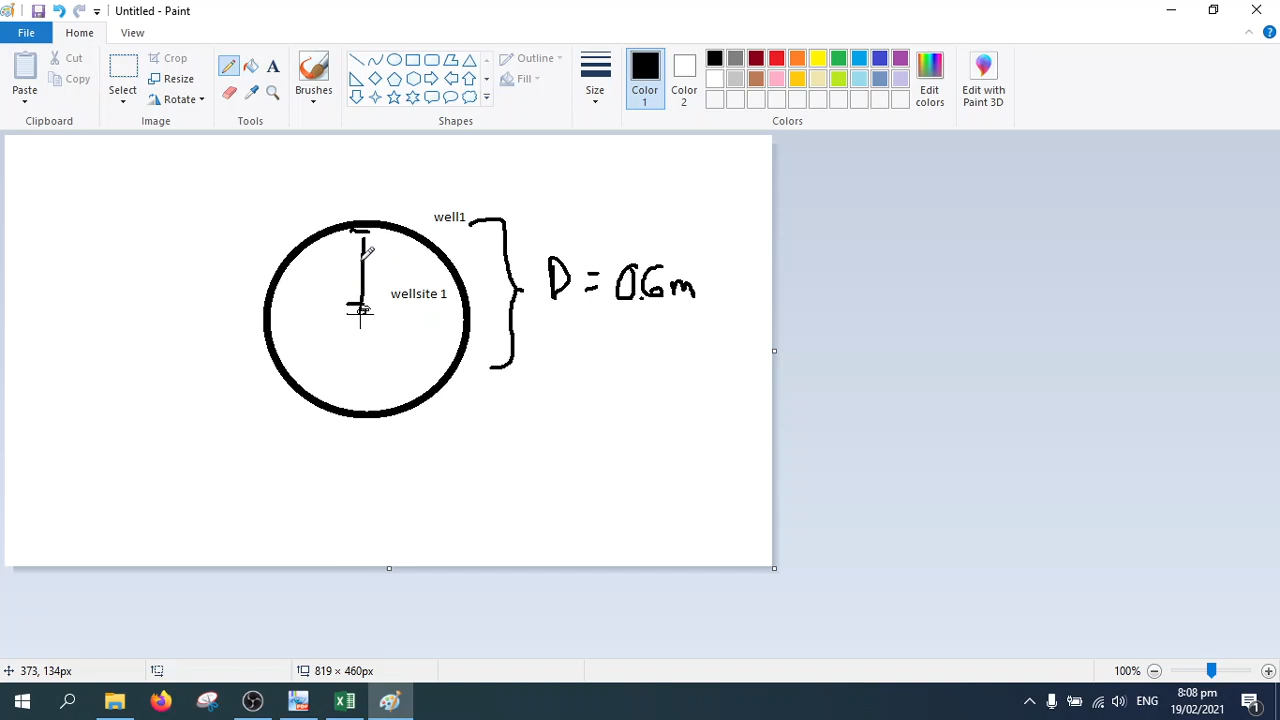 Untitled - Paint
File
Home
View
Paste
Cut
Copy
Clipboard
Select
Crop
Resize
Rotate
Image
A
Tools
Brushes
Outline
Fill
Shapes
Size
Color 1
Color 2
Edit colors
Edit with Paint 3D
Colors
well1
wellsite 1
D = 0.6m
373, 134px
819 × 460px
100%
PDF
ENG
8:08 pm
19/02/2021
1